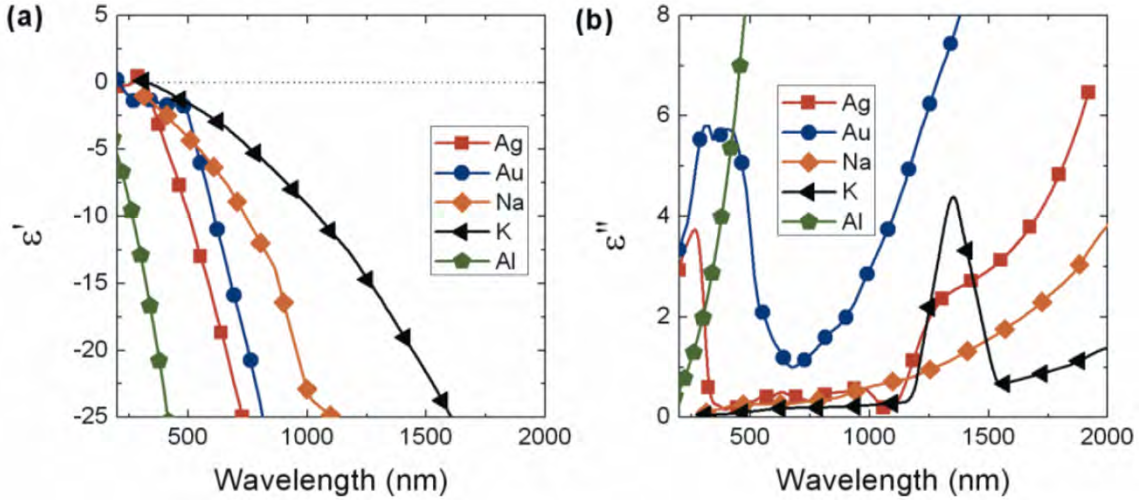 (a)
5
0
-5
-10
-15
-20
-25
ε'
500
1000
1500
2000
Wavelength (nm)
Ag
Au
Na
K
Al
(b)
8
6
4
2
0
ε"
500
1000
1500
2000
Wavelength (nm)
Ag
Au
Na
K
Al